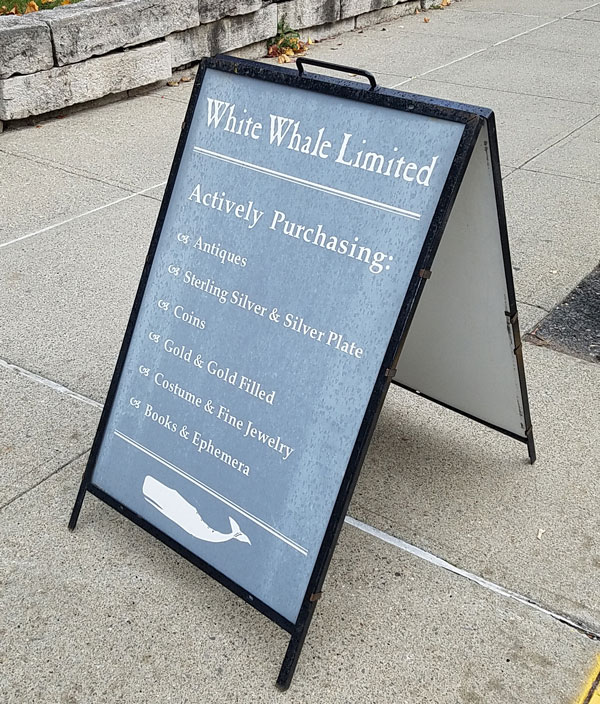 White Whale Limited
Actively Purchasing:
Antiques
Sterling Silver & Silver Plate
Coins
Gold & Gold Filled
Costume & Fine Jewelry
Books & Ephemera